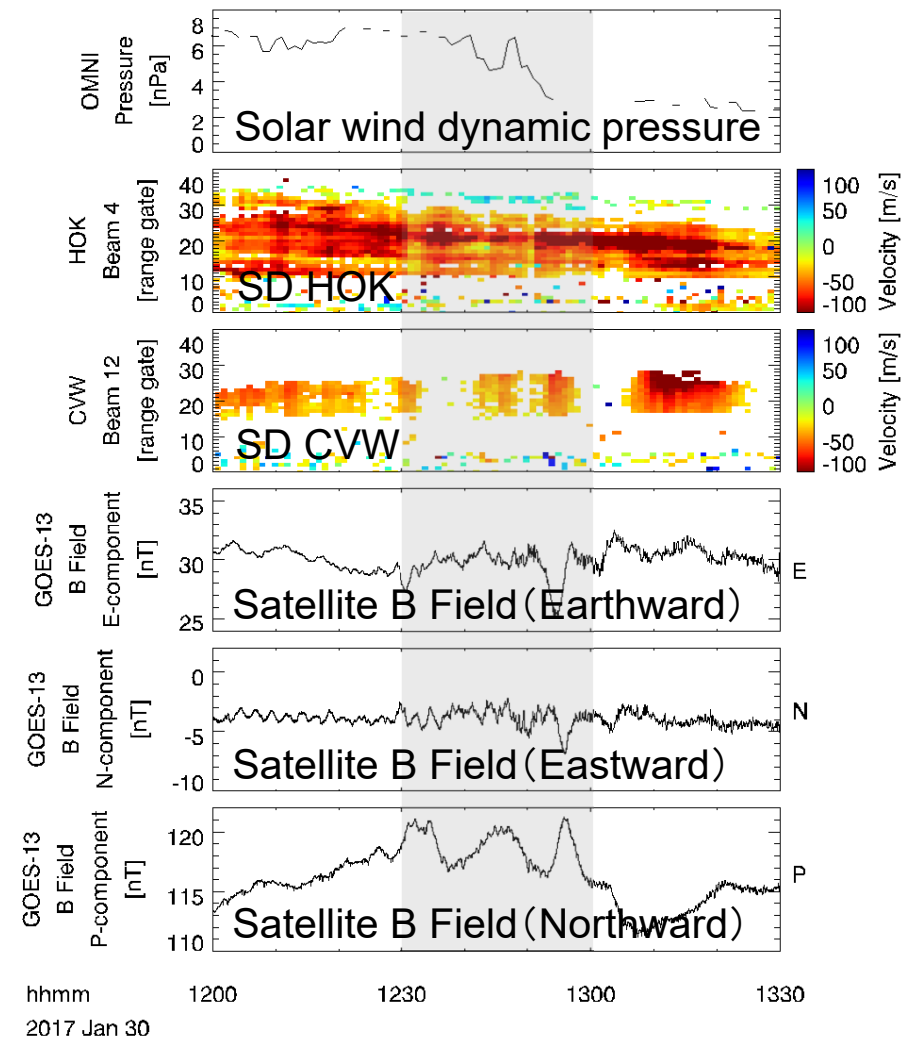 OMNI
Pressure
[nPa]
8
6
4
2
0
Solar wind dynamic pressure
HOK
Beam 4
[range gate]
40
30
20
10
0
SD HOK
100
50
0
-50
-100
Velocity [m/s]
CVW
Beam 12
[range gate]
40
30
20
10
0
SD CVW
100
50
0
-50
-100
Velocity [m/s]
GOES-13
B Field
E-component
[nT]
35
30
25
Satellite B Field（Earthward）
E
GOES-13
B Field
N-component
[nT]
0
-5
-10
Satellite B Field（Eastward）
N
GOES-13
B Field
P-component
[nT]
120
115
110
Satellite B Field（Northward）
P
hhmm 1200 1230 1300 1330
2017 Jan 30